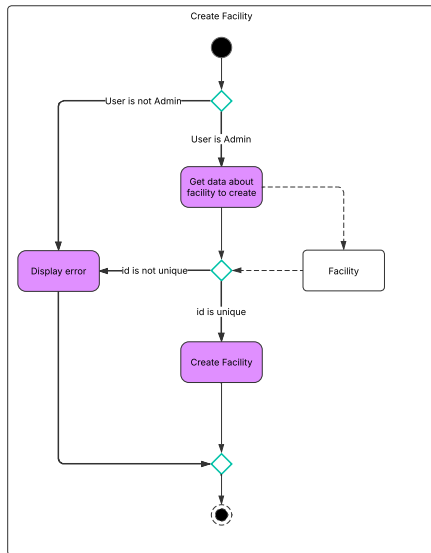 Create Facility
User is not Admin
User is Admin
Get data about
facility to create
Display error
id is not unique
Facility
id is unique
Create Facility